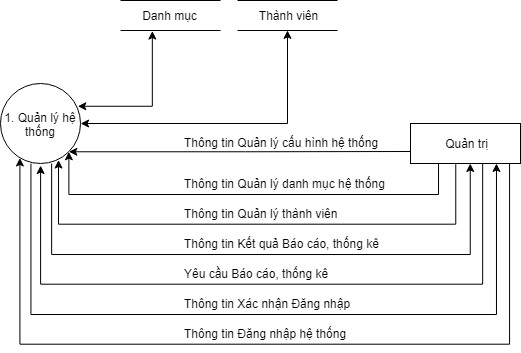 Danh mục
Thành viên
1. Quản lý hệ
thống
Thông tin Quản lý cấu hình hệ thống
Quản trị
Thông tin Quản lý danh mục hệ thống
Thông tin Quản lý thành viên
Thông tin Kết quả Báo cáo, thống kê
Yêu cầu Báo cáo, thống kê
Thông tin Xác nhận Đăng nhập
Thông tin Đăng nhập hệ thống